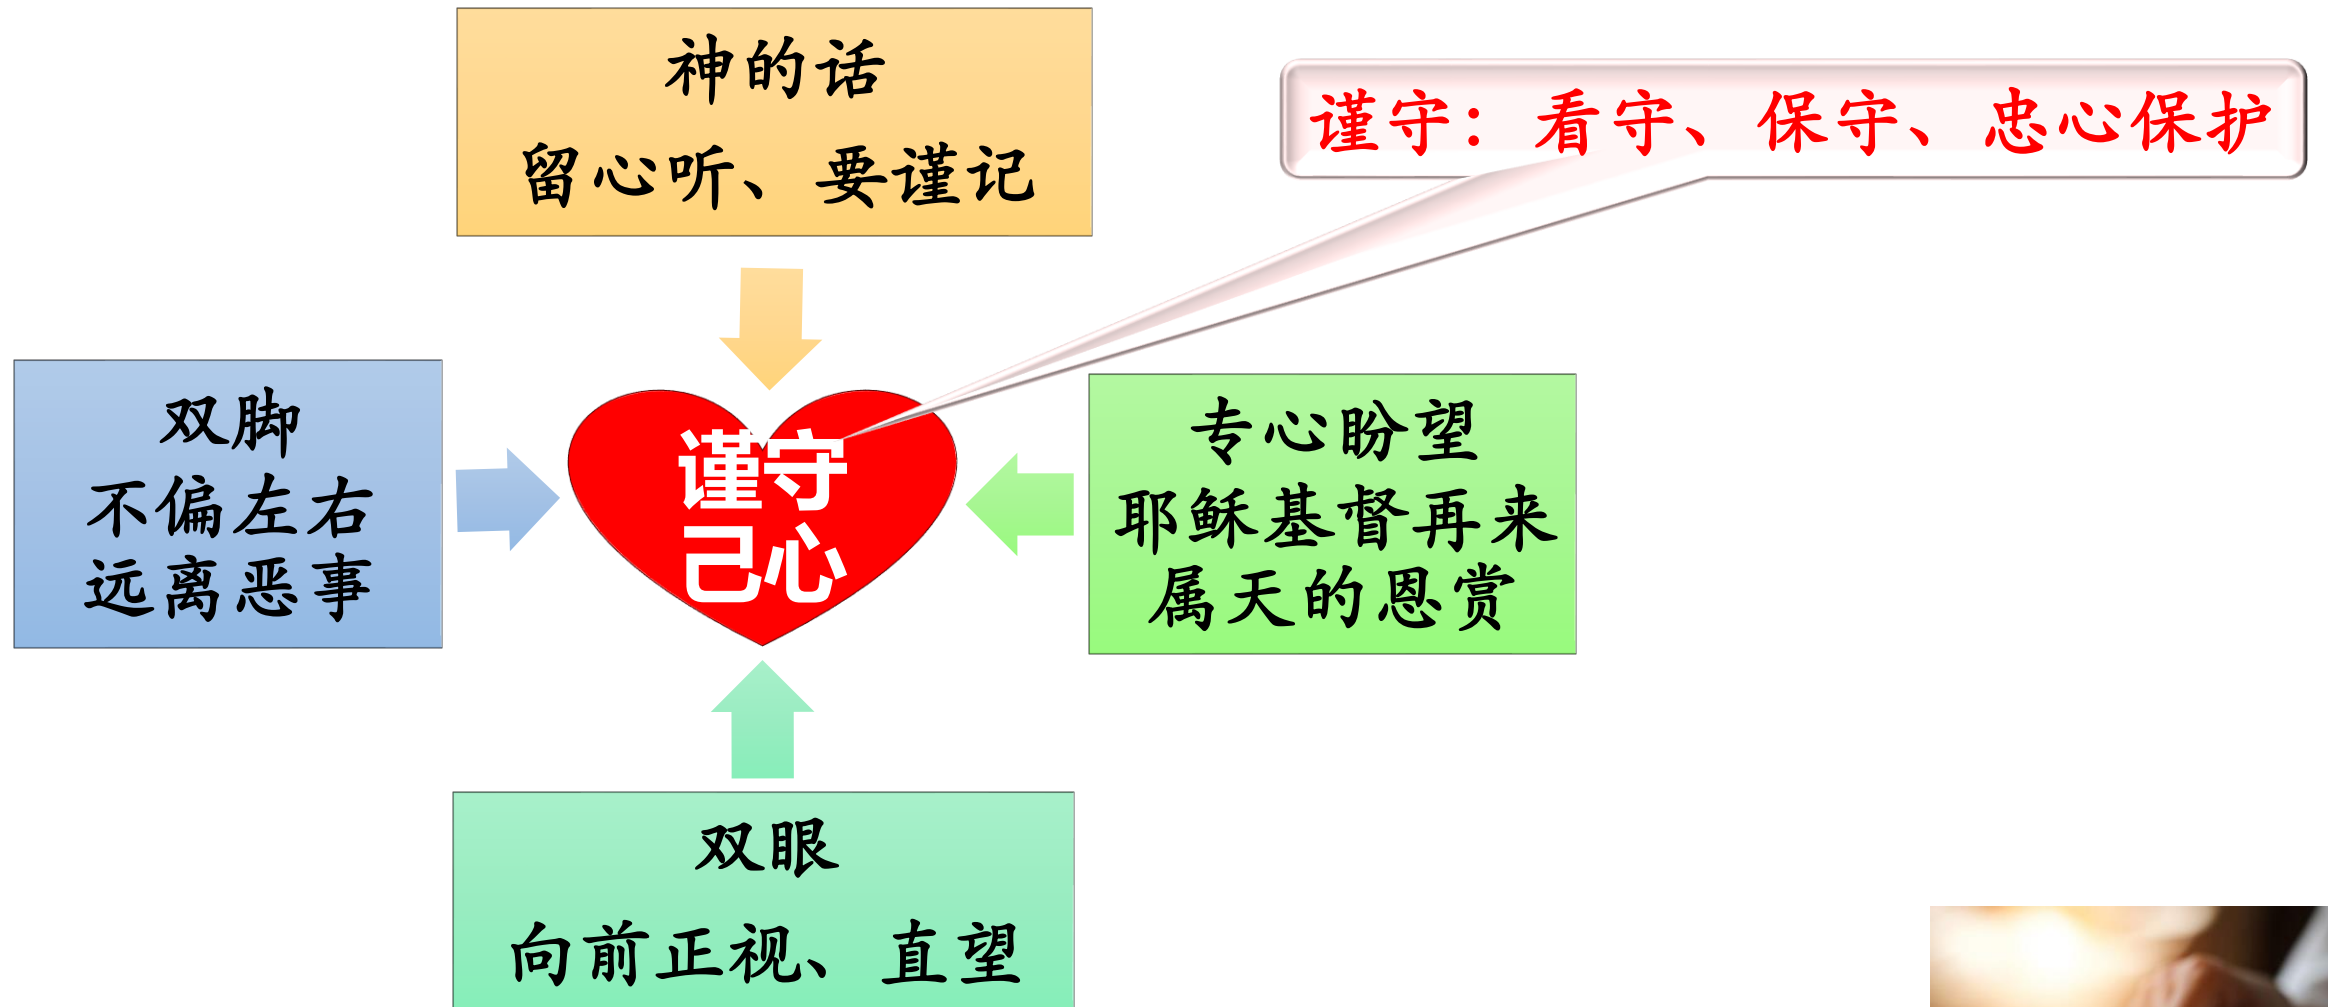 神的话
留心听、要谨记
谨守：看守、保守、忠心保护
双脚
不偏左右
远离恶事
谨守
己心
专心盼望
耶稣基督再来
属天的恩赏
双眼
向前正视、直望